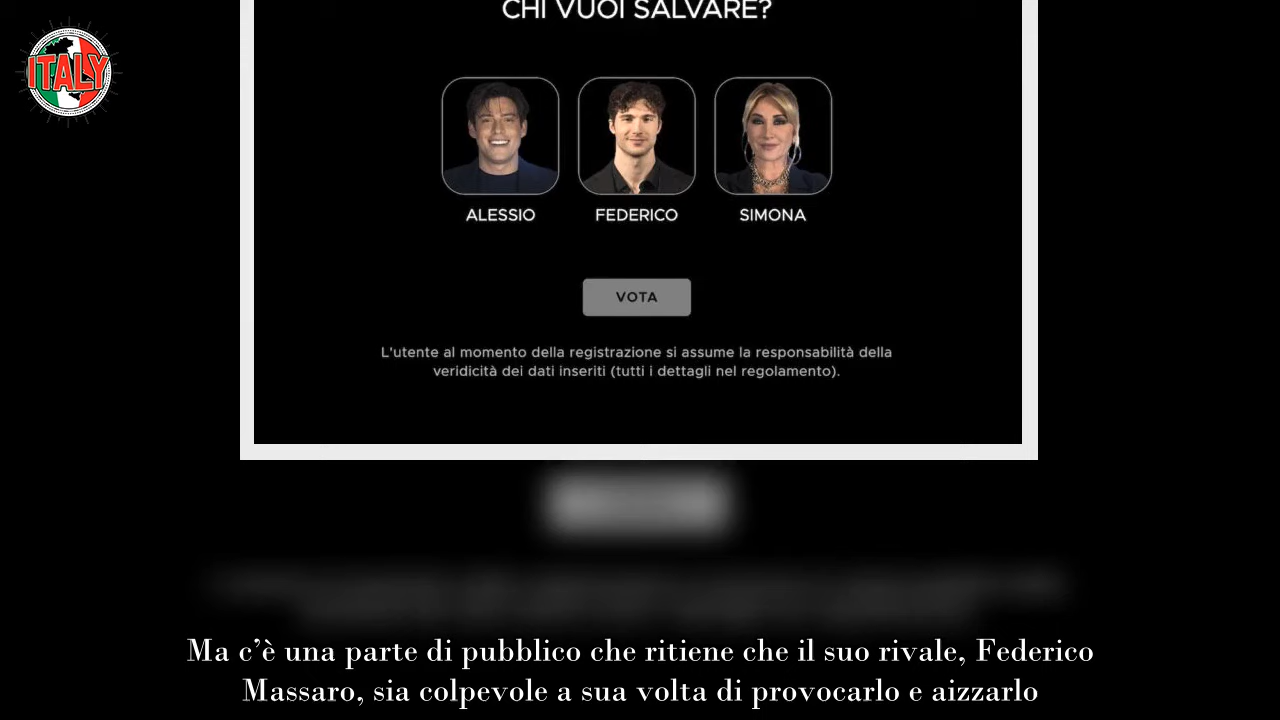 CHI VUOI SALVARE?
ITALY
ALESSIO
FEDERICO
SIMONA
VOTA
L'utente al momento della registrazione si assume la responsabilità della
veridicità dei dati inseriti (tutti i dettagli nel regolamento).
Ma c'è una parte di pubblico che ritiene che il suo rivale, Federico
Massaro, sia colpevole a sua volta di provocarlo e aizzarlo